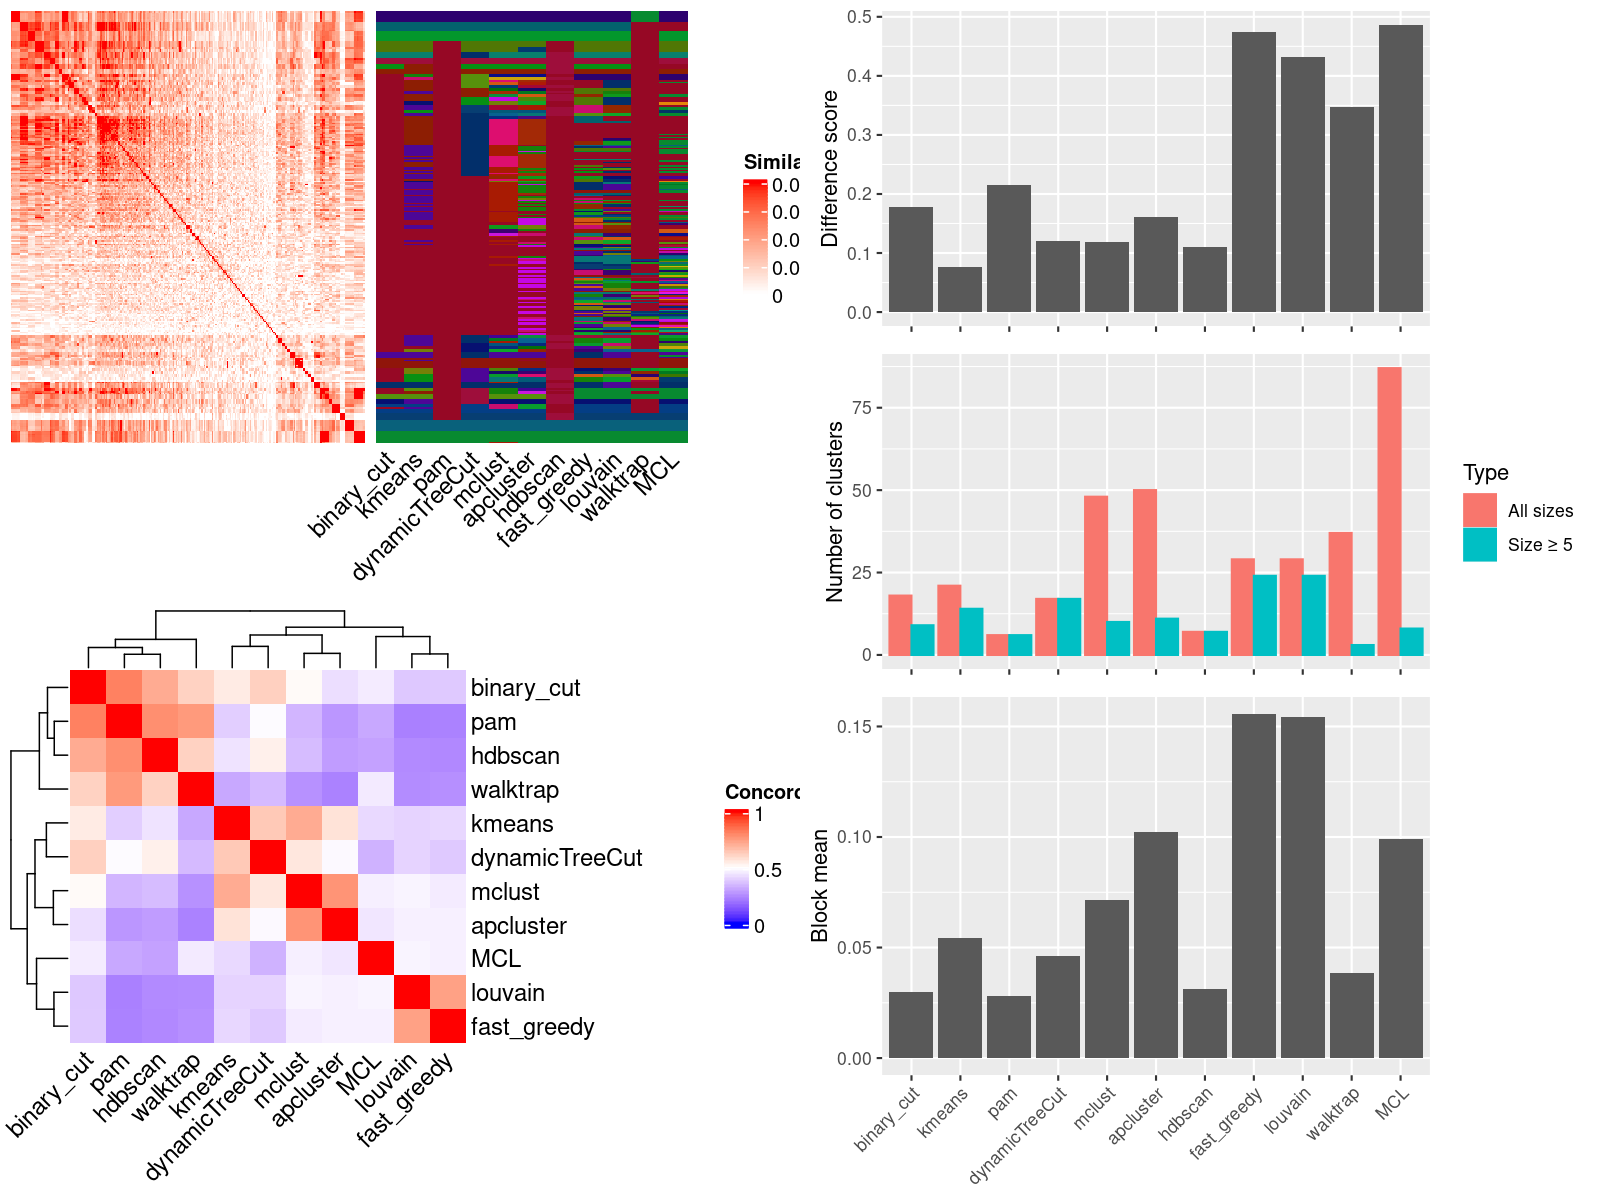 Simila
0.0
0.0
0.0
0.0
0
binary_cut
kmeans
pam
dynamicTreeCut
mclust
apcluster
hdbscan
fast_greedy
louvain
walktrap
MCL
binary_cut
pam
hdbscan
walktrap
kmeans
dynamicTreeCut
mclust
apcluster
MCL
louvain
fast_greedy
Concord
1
0.5
0
binary_cut
pam
hdbscan
walktrap
kmeans
dynamicTreeCut
mclust
apcluster
MCL
louvain
fast_greedy
Difference score
0.5
0.4
0.3
0.2
0.1
0.0
Number of clusters
75
50
25
0
Type
All sizes
Size ≥ 5
Block mean
0.15
0.10
0.05
0.00
binary_cut
kmeans
pam
dynamicTreeCut
mclust
apcluster
hdbscan
fast_greedy
louvain
walktrap
MCL